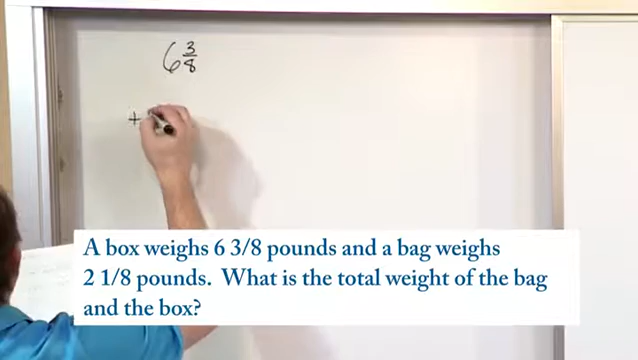 6 3/8
+
A box weighs 6 3/8 pounds and a bag weighs
2 1/8 pounds. What is the total weight of the bag
and the box?